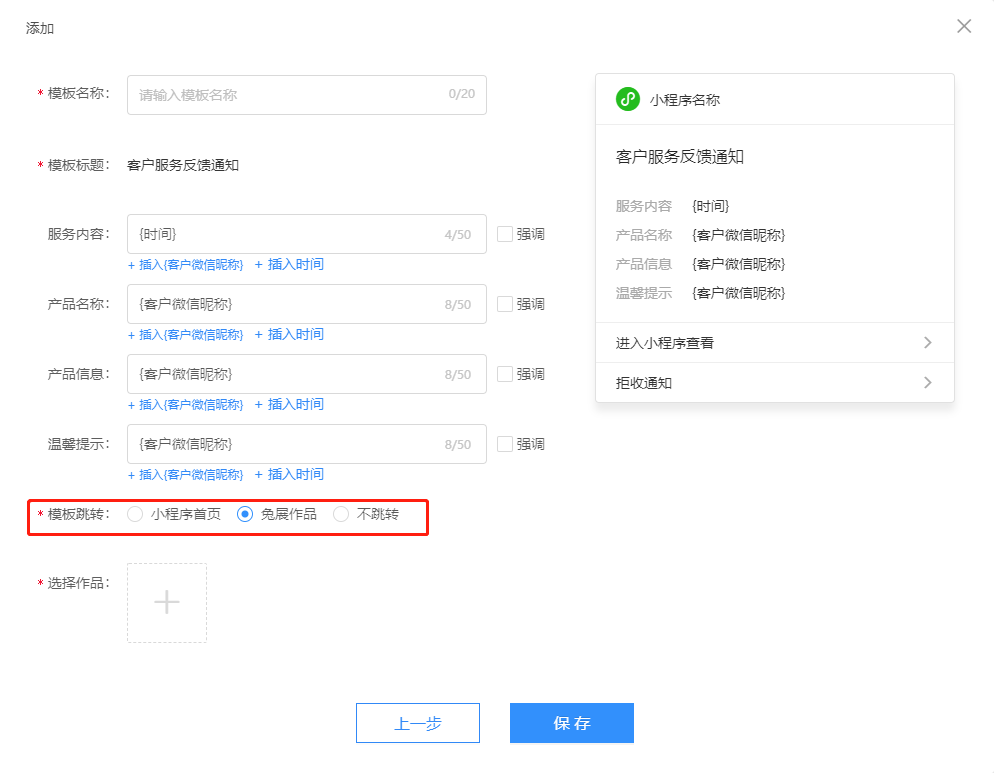 添加
* 模板名称： 请输入模板名称 0/20
* 模板标题： 客户服务反馈通知
服务内容： {时间} 4/50 强调
+ 插入{客户微信昵称} + 插入时间
产品名称： {客户微信昵称} 8/50 强调
+ 插入{客户微信昵称} + 插入时间
产品信息： {客户微信昵称} 8/50 强调
+ 插入{客户微信昵称} + 插入时间
温馨提示： {客户微信昵称} 8/50 强调
+ 插入{客户微信昵称} + 插入时间
* 模板跳转： 小程序首页 兔展作品 不跳转
* 选择作品：
小程序名称
客户服务反馈通知
服务内容 {时间}
产品名称 {客户微信昵称}
产品信息 {客户微信昵称}
温馨提示 {客户微信昵称}
进入小程序查看
拒收通知
上一步 保存